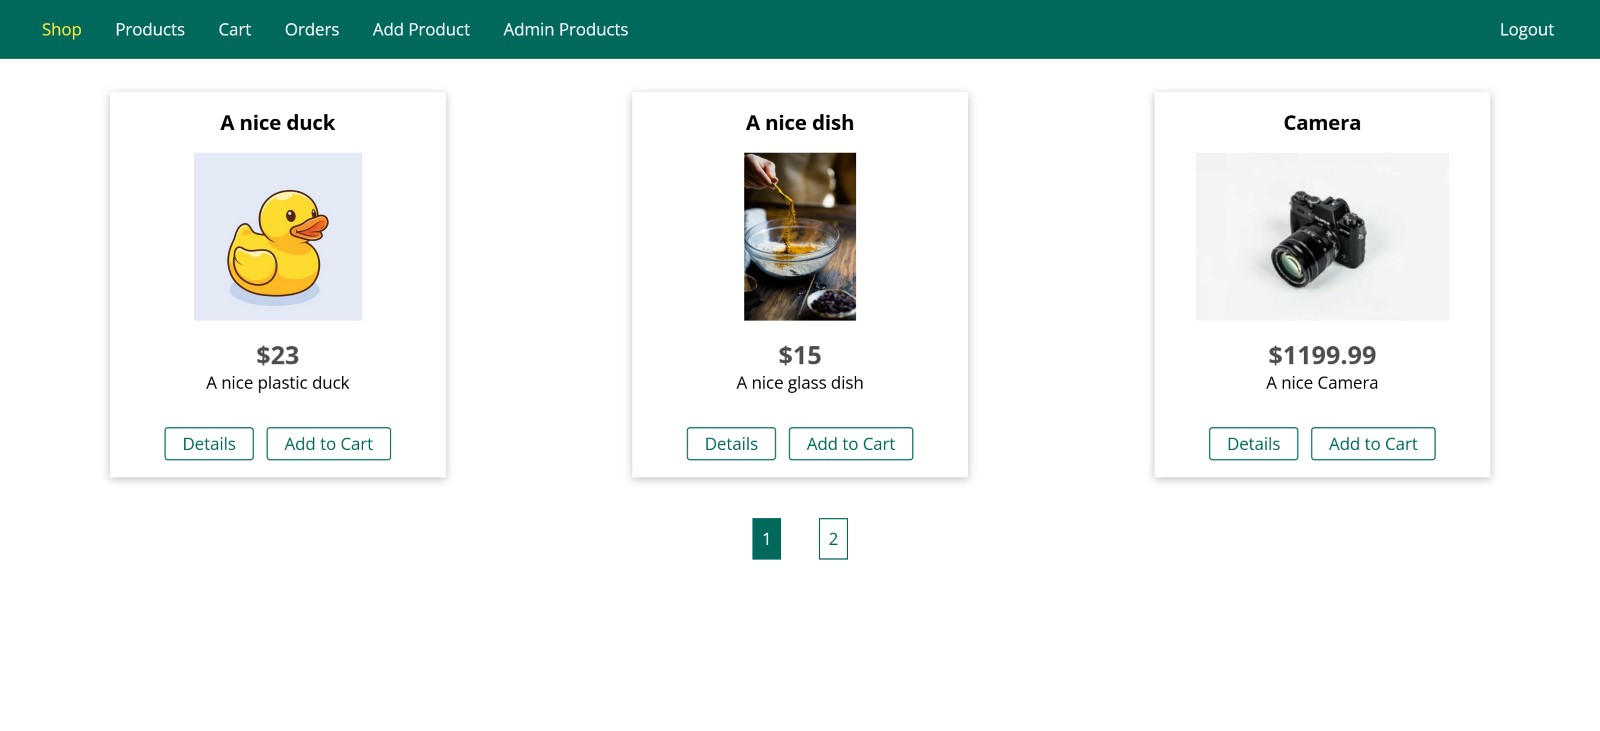 Shop Products Cart Orders Add Product Admin Products Logout
A nice duck
$23
A nice plastic duck
Details Add to Cart
A nice dish
$15
A nice glass dish
Details Add to Cart
Camera
$1199.99
A nice Camera
Details Add to Cart
1 2